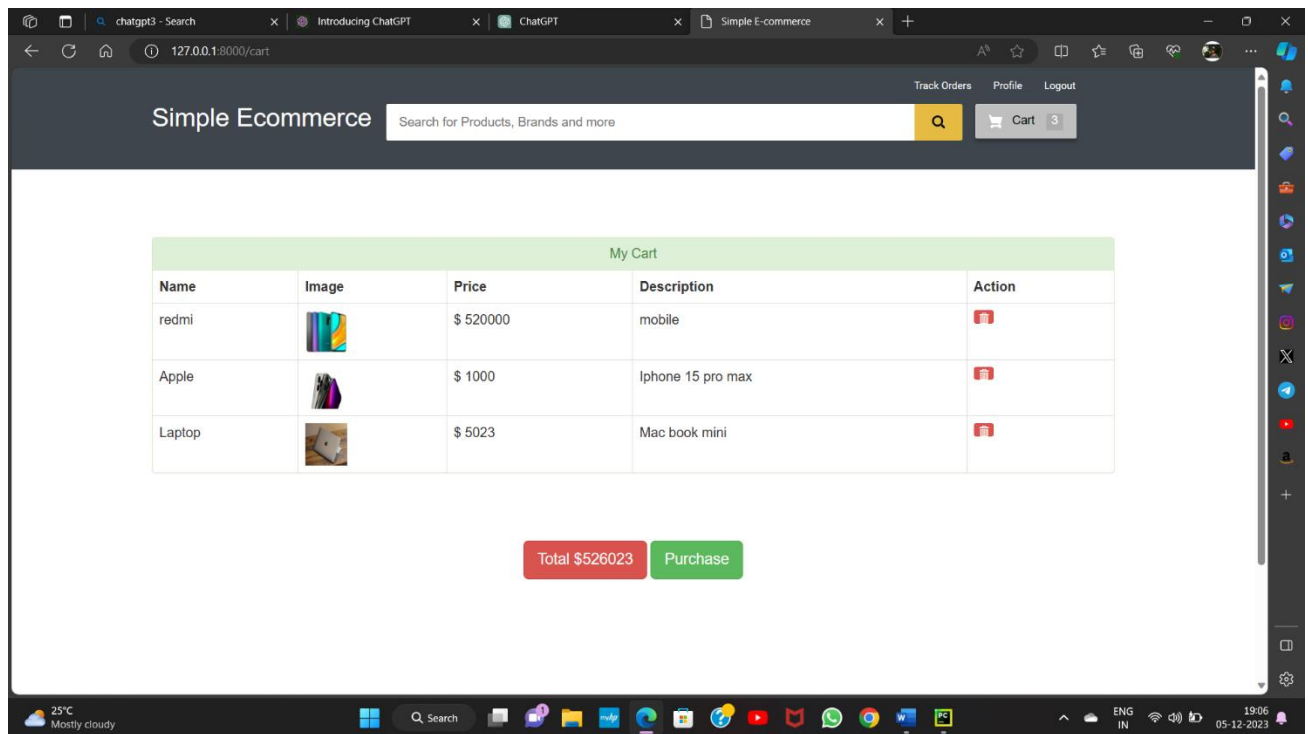 chatgpt3 - Search
Introducing ChatGPT
ChatGPT
Simple E-commerce
127.0.0.1:8000/cart
Track Orders Profile Logout
Simple Ecommerce
Search for Products, Brands and more
Cart 3
My Cart
Name Image Price Description Action
redmi $ 520000 mobile
Apple $ 1000 Iphone 15 pro max
Laptop $ 5023 Mac book mini
Total $526023 Purchase
25°C
Mostly cloudy
Search
ENG
IN
19:06
05-12-2023